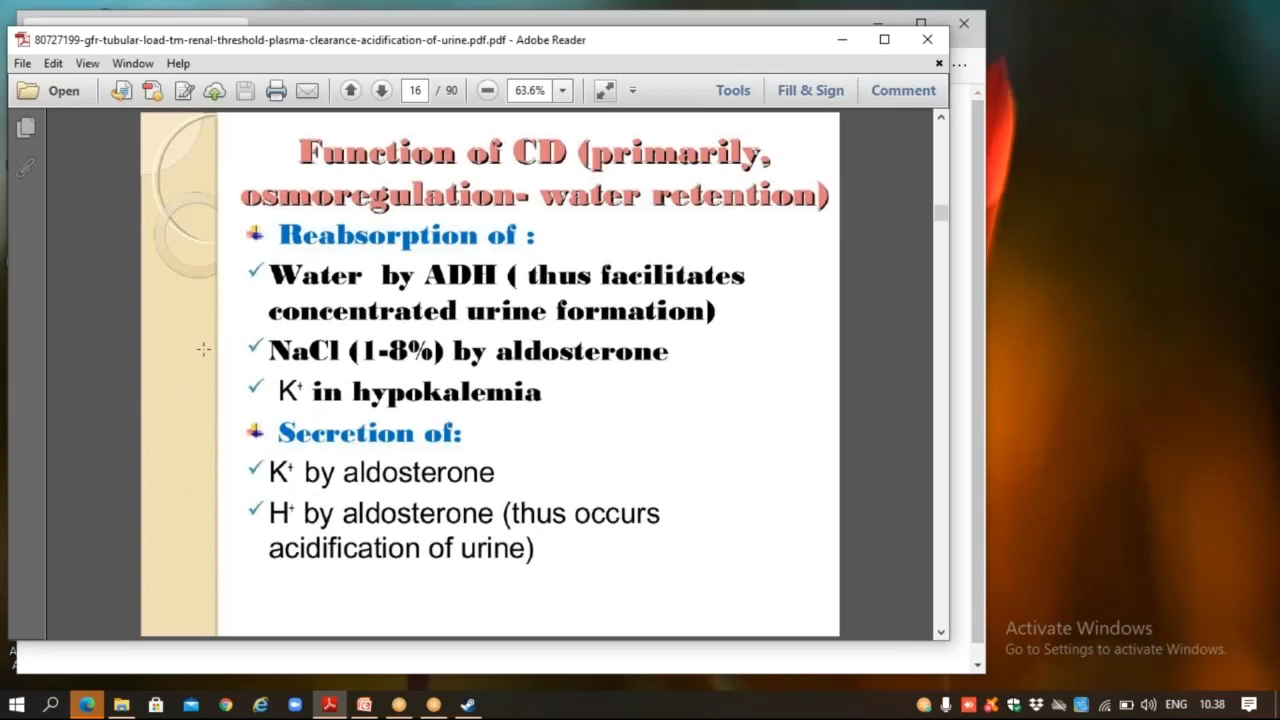 80727199-gfr-tubular-load-tm-renal-threshold-plasma-clearance-acidification-of-urine.pdf.pdf - Adobe Reader
File Edit View Window Help
Open 16 / 90 63.6% Tools Fill & Sign Comment
Function of CD (primarily,
osmoregulation- water retention)
Reabsorption of :
Water by ADH ( thus facilitates
concentrated urine formation)
NaCl (1-8%) by aldosterone
K+ in hypokalemia
Secretion of:
K+ by aldosterone
H+ by aldosterone (thus occurs
acidification of urine)
Activate Windows
Go to Settings to activate Windows.
ENG 10.38